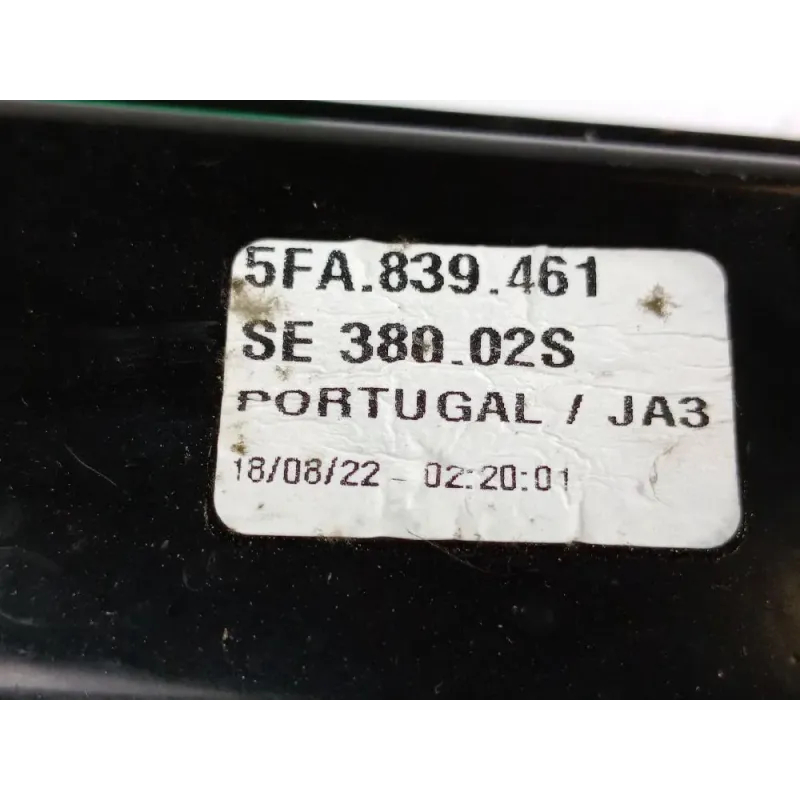 5FA.839.461
SE 380.02S
PORTUGAL / JA3
18/08/22 - 02:20:01